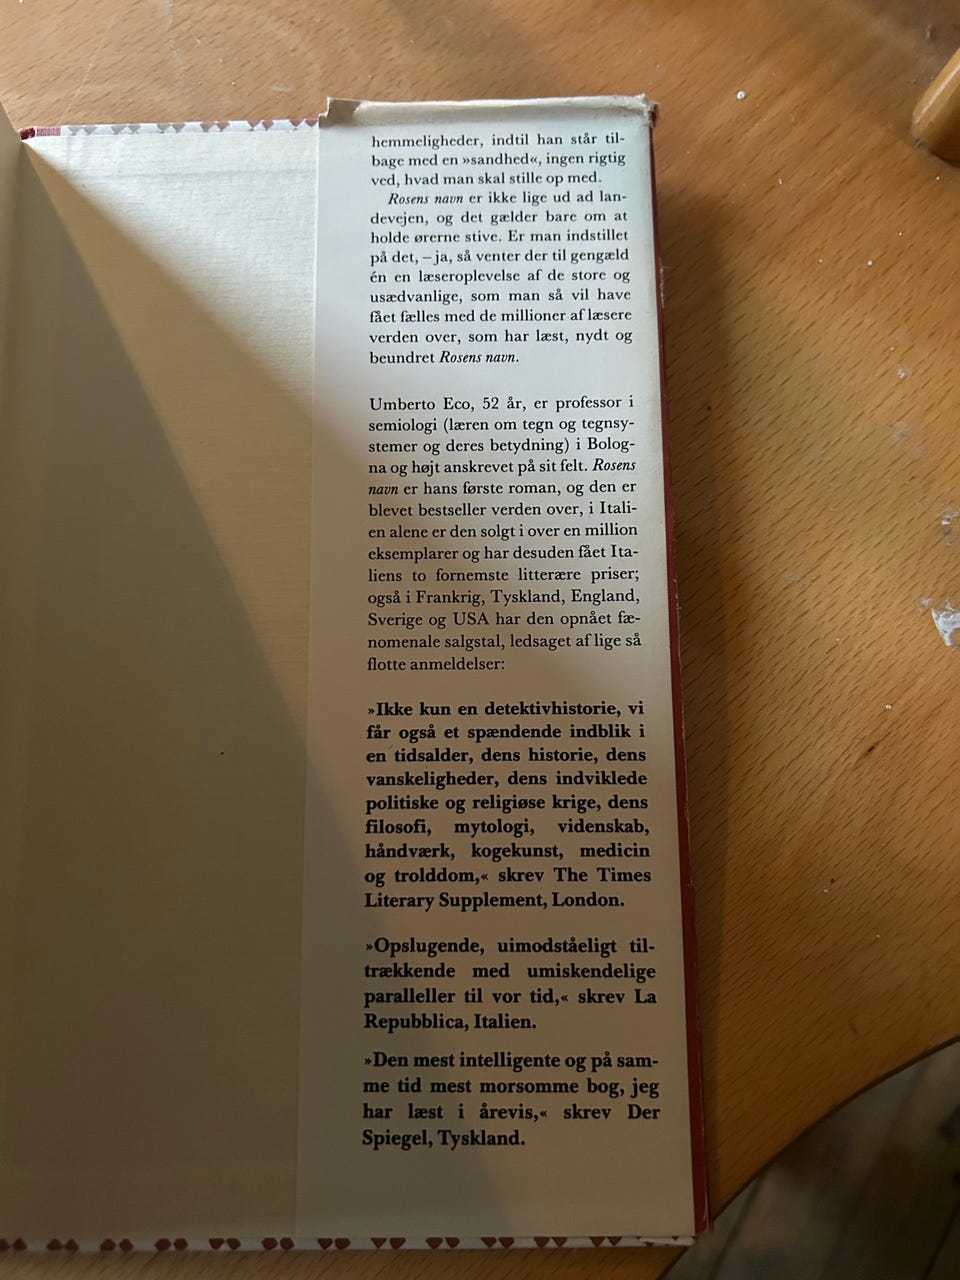 hemmeligheder, indtil han står til-
bage med en »sandhed«, ingen rigtig
ved, hvad man skal stille op med.
Rosens navn er ikke lige ud ad lan-
devejen, og det gælder bare om at
holde ørerne stive. Er man indstillet
på det, – ja, så venter der til gengæld
én en læseroplevelse af de store og
usædvanlige, som man så vil have
fået fælles med de millioner af læsere
verden over, som har læst, nydt og
beundret Rosens navn.
Umberto Eco, 52 år, er professor i
semiologi (læren om tegn og tegnsy-
stemer og deres betydning) i Bolog-
na og højt anskrevet på sit felt. Rosens
navn er hans første roman, og den er
blevet bestseller verden over, i Itali-
en alene er den solgt i over en million
eksemplarer og har desuden fået Ita-
liens to fornemste litterære priser;
også i Frankrig, Tyskland, England,
Sverige og USA har den opnået fæ-
nomenale salgstal, ledsaget af lige så
flotte anmeldelser:
»Ikke kun en detektivhistorie, vi
får også et spændende indblik i
en tidsalder, dens historie, dens
vanskeligheder, dens indviklede
politiske og religiøse krige, dens
filosofi, mytologi, videnskab,
håndværk, kogekunst, medicin
og trolddom,« skrev The Times
Literary Supplement, London.
»Opslugende, uimodståeligt til-
trækkende med umiskendelige
paralleller til vor tid,« skrev La
Repubblica, Italien.
»Den mest intelligente og på sam-
me tid mest morsomme bog, jeg
har læst i årevis,« skrev Der
Spiegel, Tyskland.